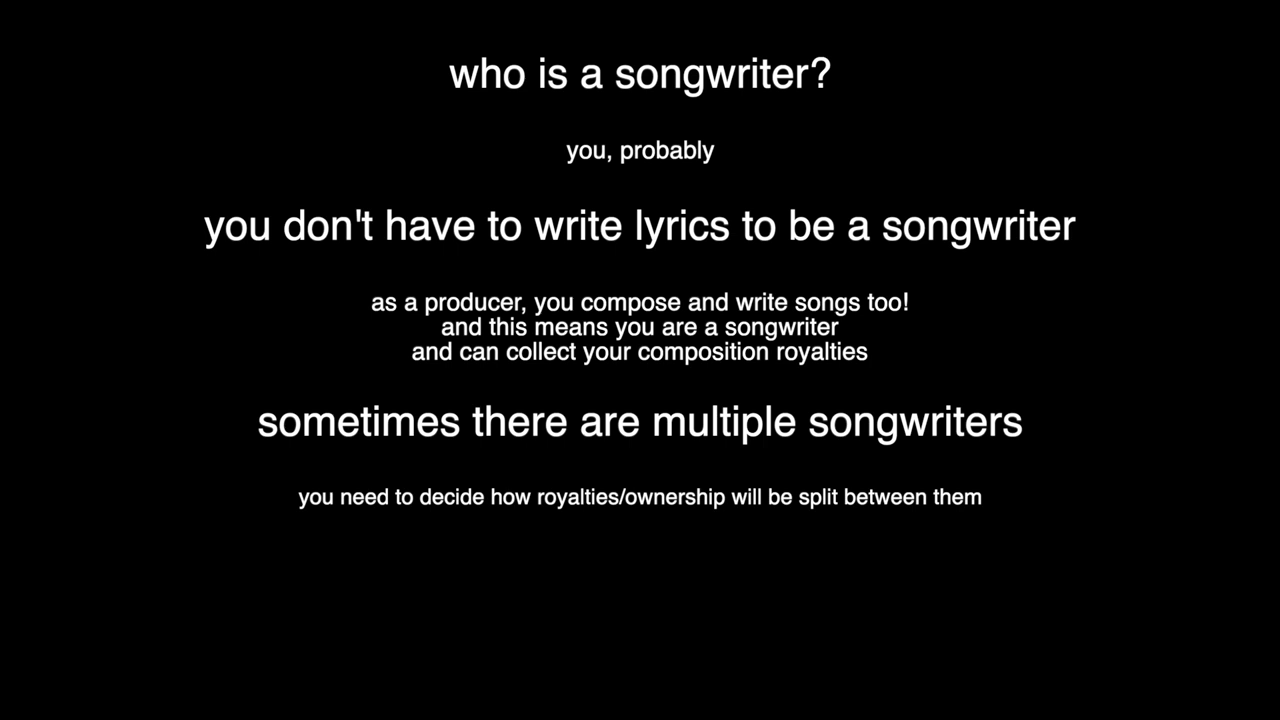 who is a songwriter?
you, probably
you don't have to write lyrics to be a songwriter
as a producer, you compose and write songs too!
and this means you are a songwriter
and can collect your composition royalties
sometimes there are multiple songwriters
you need to decide how royalties/ownership will be split between them